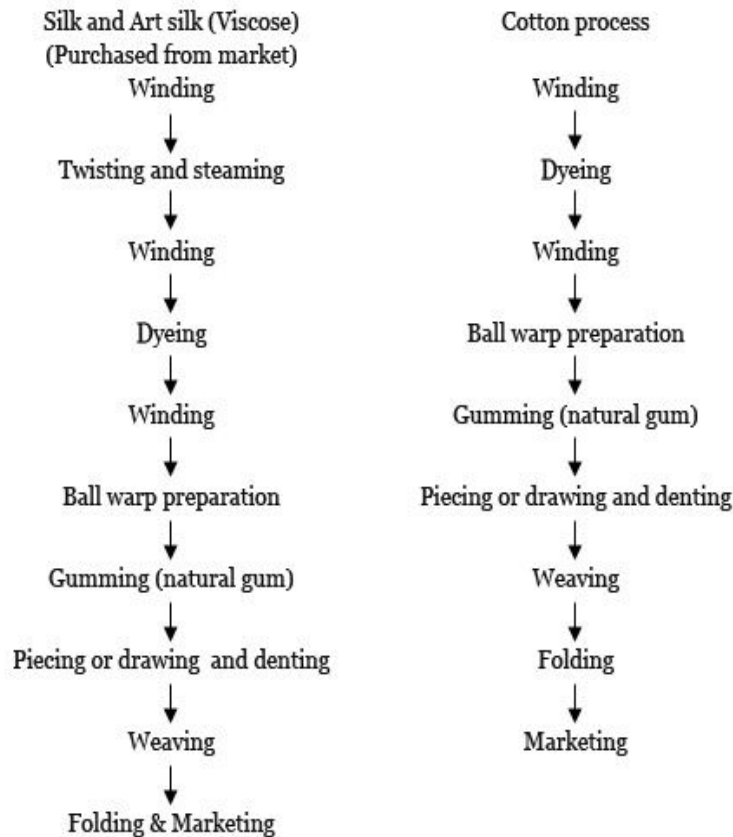 Silk and Art silk (Viscose)
(Purchased from market)
Winding
Twisting and steaming
Winding
Dyeing
Winding
Ball warp preparation
Gumming (natural gum)
Piecing or drawing and denting
Weaving
Folding & Marketing
Cotton process
Winding
Dyeing
Winding
Ball warp preparation
Gumming (natural gum)
Piecing or drawing and denting
Weaving
Folding
Marketing